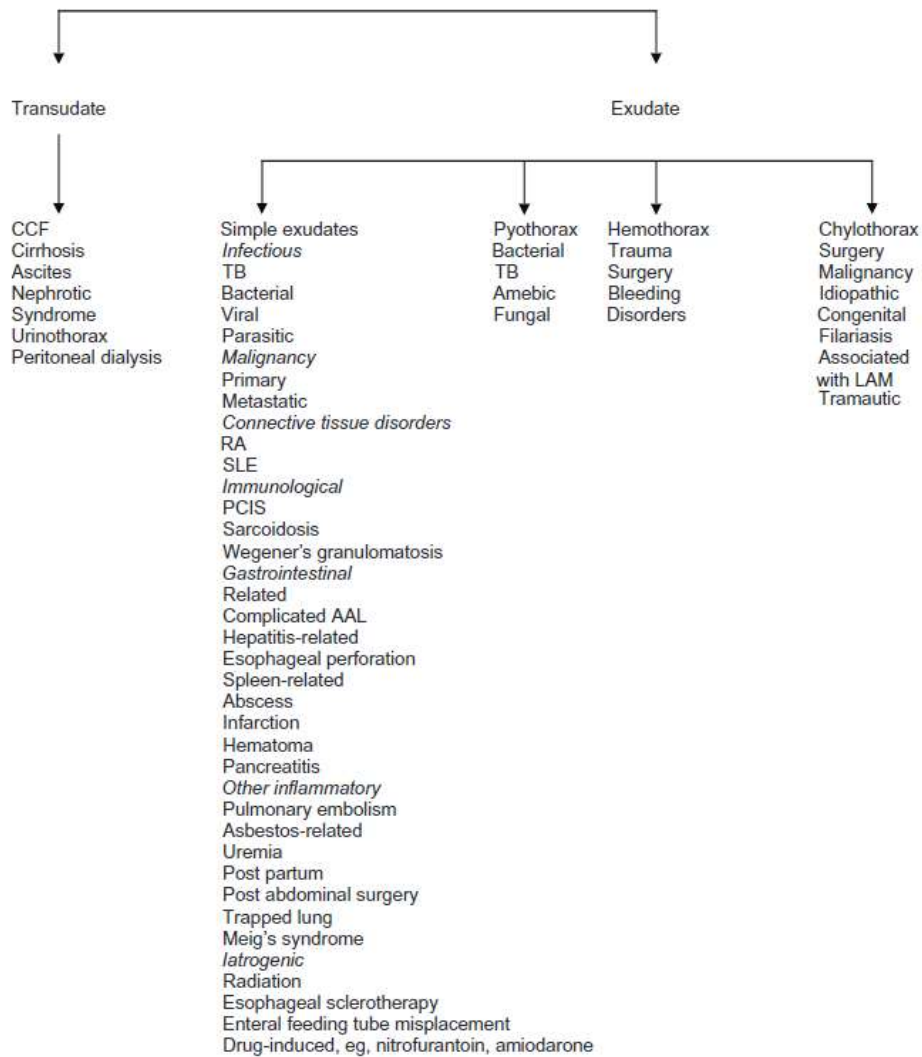 Transudate
Exudate
CCF
Cirrhosis
Ascites
Nephrotic
Syndrome
Urinothorax
Peritoneal dialysis
Simple exudates
Infectious
TB
Bacterial
Viral
Parasitic
Malignancy
Primary
Metastatic
Connective tissue disorders
RA
SLE
Immunological
PCIS
Sarcoidosis
Wegener's granulomatosis
Gastrointestinal
Related
Complicated AAL
Hepatitis-related
Esophageal perforation
Spleen-related
Abscess
Infarction
Hematoma
Pancreatitis
Other inflammatory
Pulmonary embolism
Asbestos-related
Uremia
Post partum
Post abdominal surgery
Trapped lung
Meig's syndrome
Iatrogenic
Radiation
Esophageal sclerotherapy
Enteral feeding tube misplacement
Drug-induced, eg, nitrofurantoin, amiodarone
Pyothorax
Bacterial
TB
Amebic
Fungal
Hemothorax
Trauma
Surgery
Bleeding
Disorders
Chylothorax
Surgery
Malignancy
Idiopathic
Congenital
Filariasis
Associated
with LAM
Tramautic